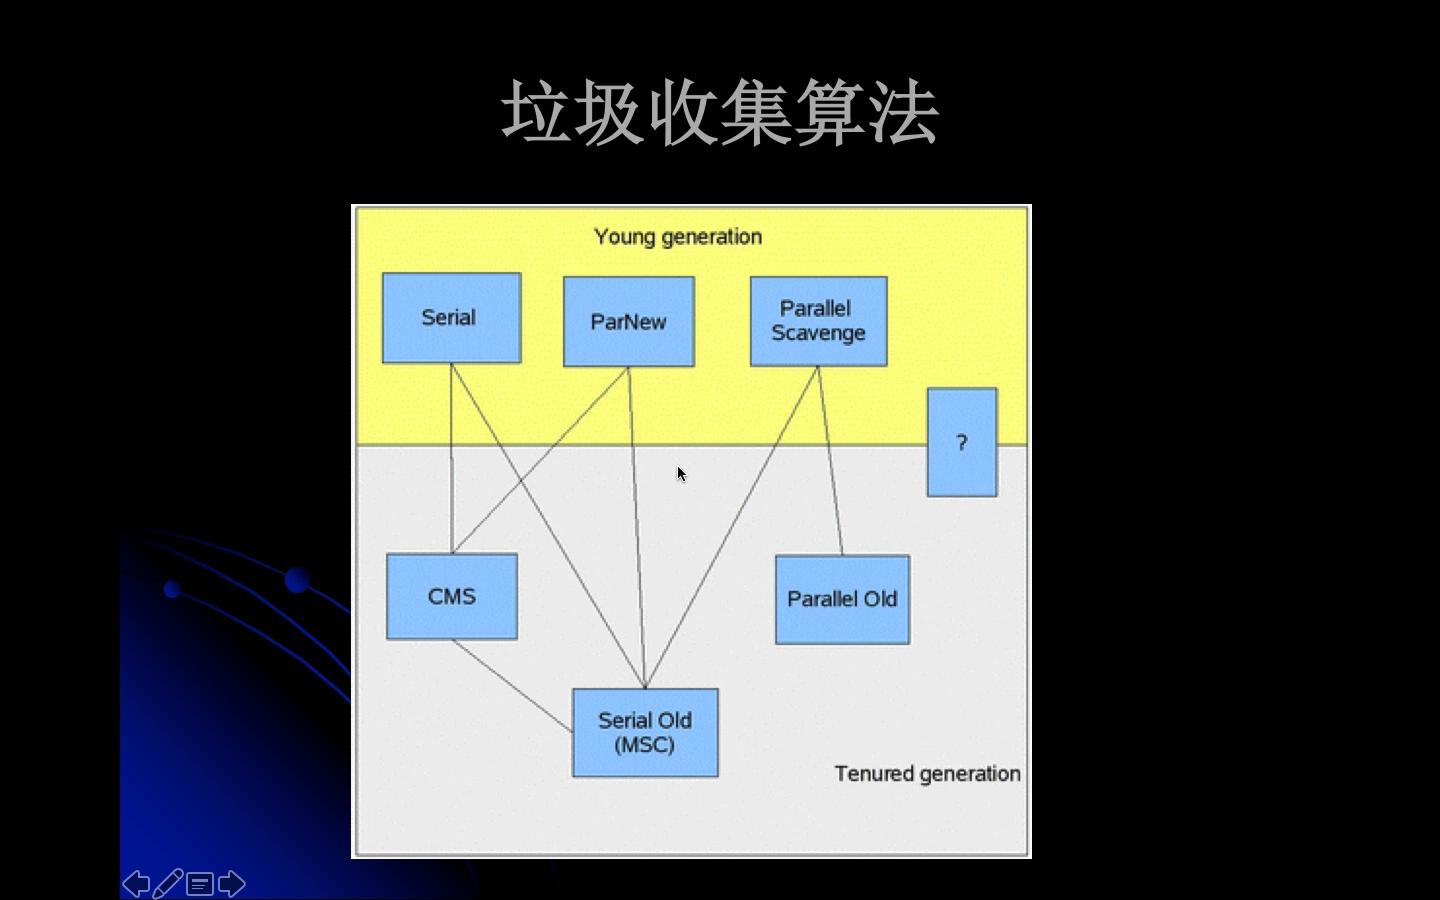 垃圾收集算法
Young generation
Serial
ParNew
Parallel
Scavenge
?
CMS
Parallel Old
Serial Old
(MSC)
Tenured generation